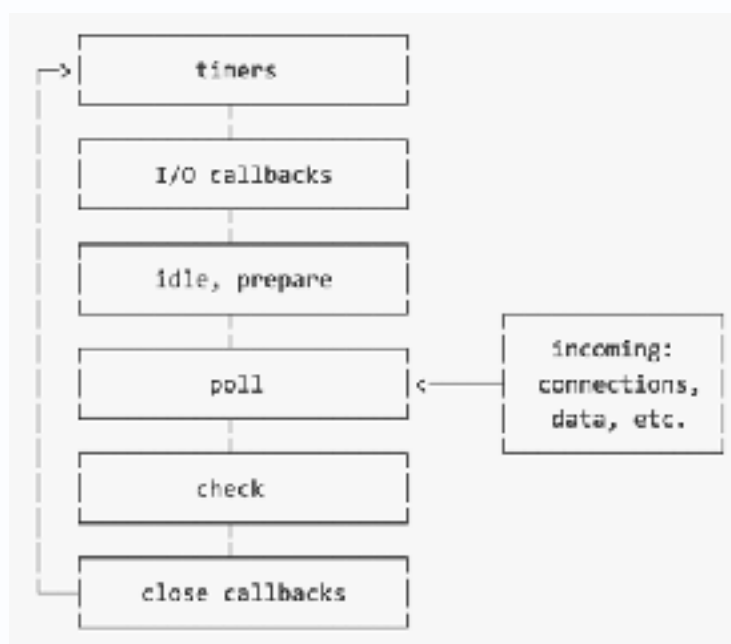 timers
I/O callbacks
idle, prepare
poll
incoming:
connections,
data, etc.
check
close callbacks